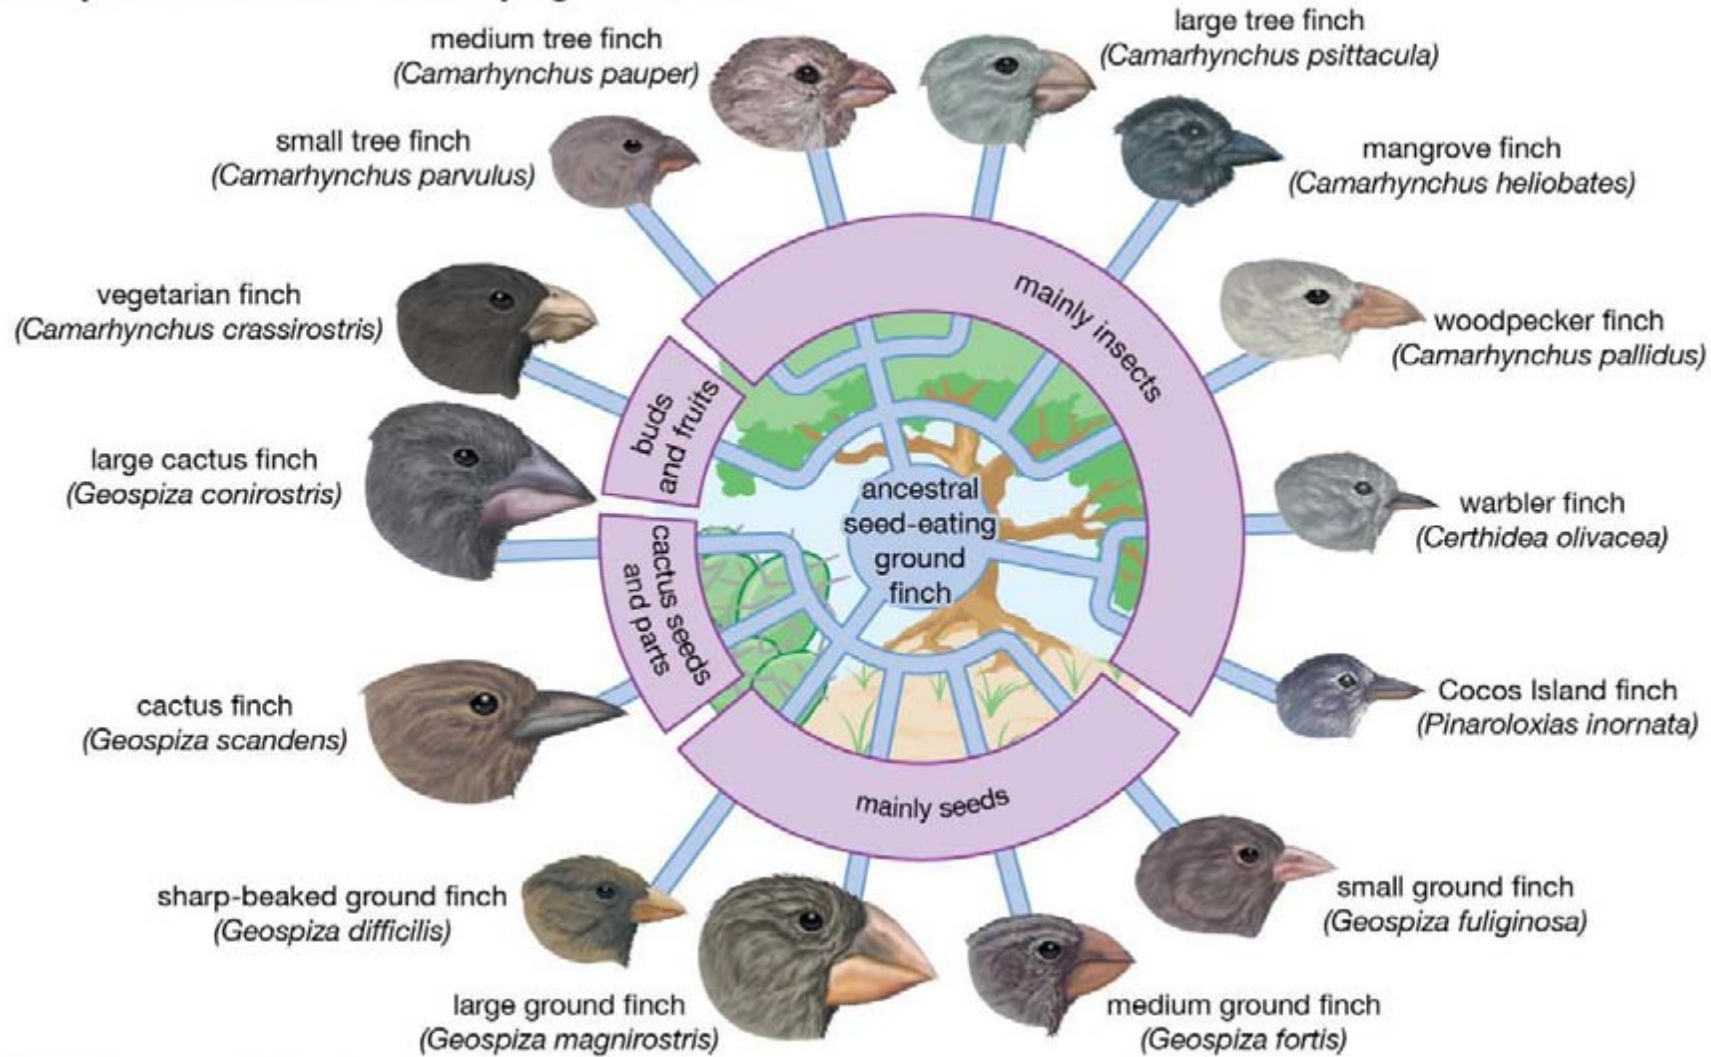 medium tree finch
(Camarhynchus pauper)
large tree finch
(Camarhynchus psittacula)
small tree finch
(Camarhynchus parvulus)
mangrove finch
(Camarhynchus heliobates)
vegetarian finch
(Camarhynchus crassirostris)
woodpecker finch
(Camarhynchus pallidus)
large cactus finch
(Geospiza conirostris)
warbler finch
(Certhidea olivacea)
cactus finch
(Geospiza scandens)
Cocos Island finch
(Pinaroloxias inornata)
sharp-beaked ground finch
(Geospiza difficilis)
small ground finch
(Geospiza fuliginosa)
large ground finch
(Geospiza magnirostris)
medium ground finch
(Geospiza fortis)
mainly insects
buds
and fruits
cactus seeds
and parts
mainly seeds
ancestral
seed-eating
ground
finch